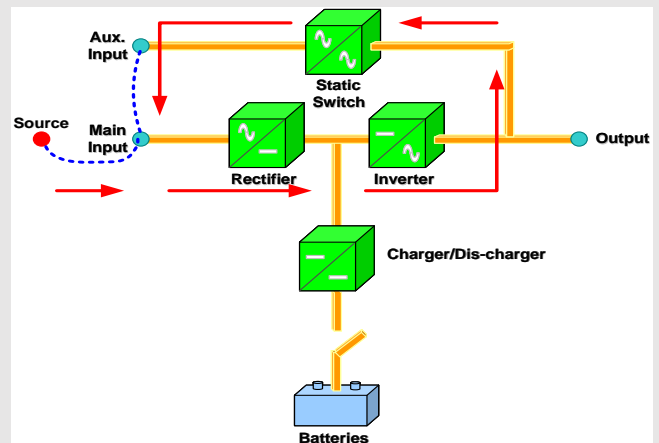 Aux.
Input
Static
Switch
Source
Main
Input
Output
Rectifier
Inverter
Charger/Dis-charger
Batteries